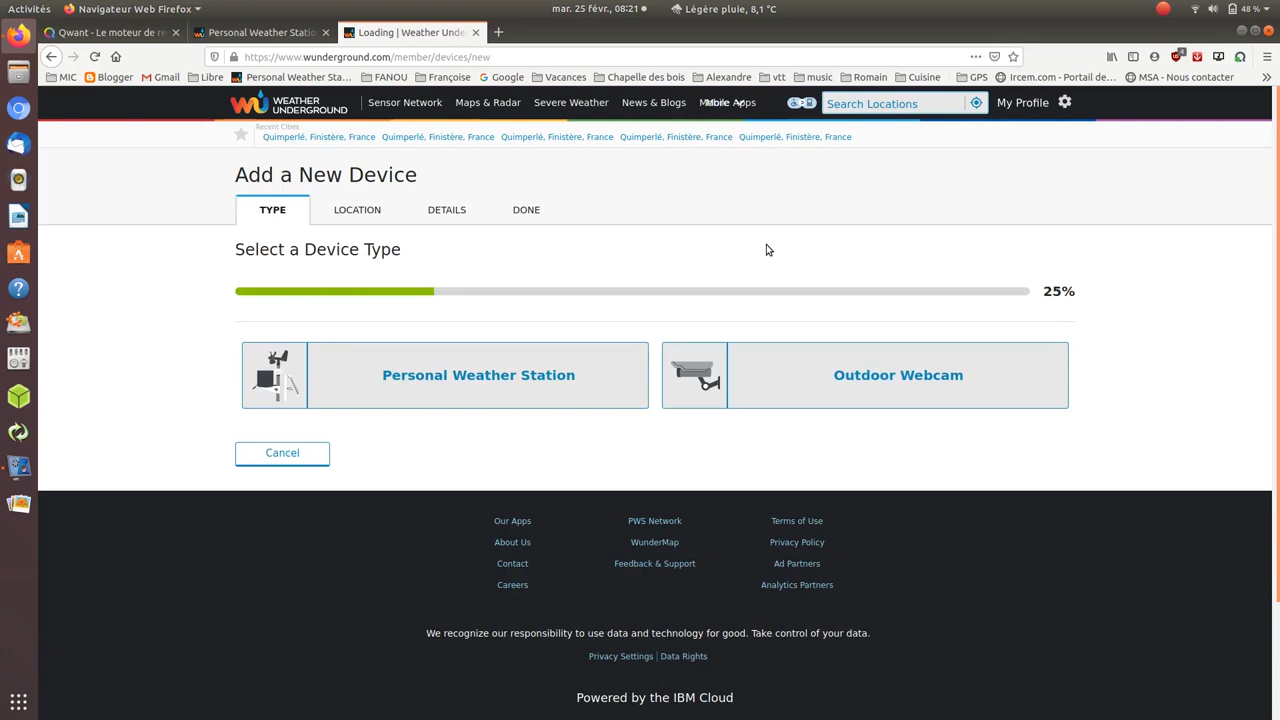 Activités Navigateur Web Firefox mar. 25 févr., 08:21 Légère pluie, 8,1 °C 48 %
Qwant - Le moteur de re Personal Weather Statio Loading | Weather Unde
https://www.wunderground.com/member/devices/new
MIC Blogger Gmail Libre Personal Weather Sta... FANOU Françoise Google Vacances Chapelle des bois Alexandre vtt music Romain Cuisine GPS Ircem.com - Portail de... MSA - Nous contacter
WEATHER UNDERGROUND Sensor Network Maps & Radar Severe Weather News & Blogs Mobile Apps More Search Locations My Profile
Recent Cities
Quimperlé, Finistère, France Quimperlé, Finistère, France Quimperlé, Finistère, France Quimperlé, Finistère, France Quimperlé, Finistère, France
Add a New Device
TYPE LOCATION DETAILS DONE
Select a Device Type
25%
Personal Weather Station Outdoor Webcam
Cancel
Our Apps PWS Network Terms of Use
About Us WunderMap Privacy Policy
Contact Feedback & Support Ad Partners
Careers Analytics Partners
We recognize our responsibility to use data and technology for good. Take control of your data.
Privacy Settings | Data Rights
Powered by the IBM Cloud